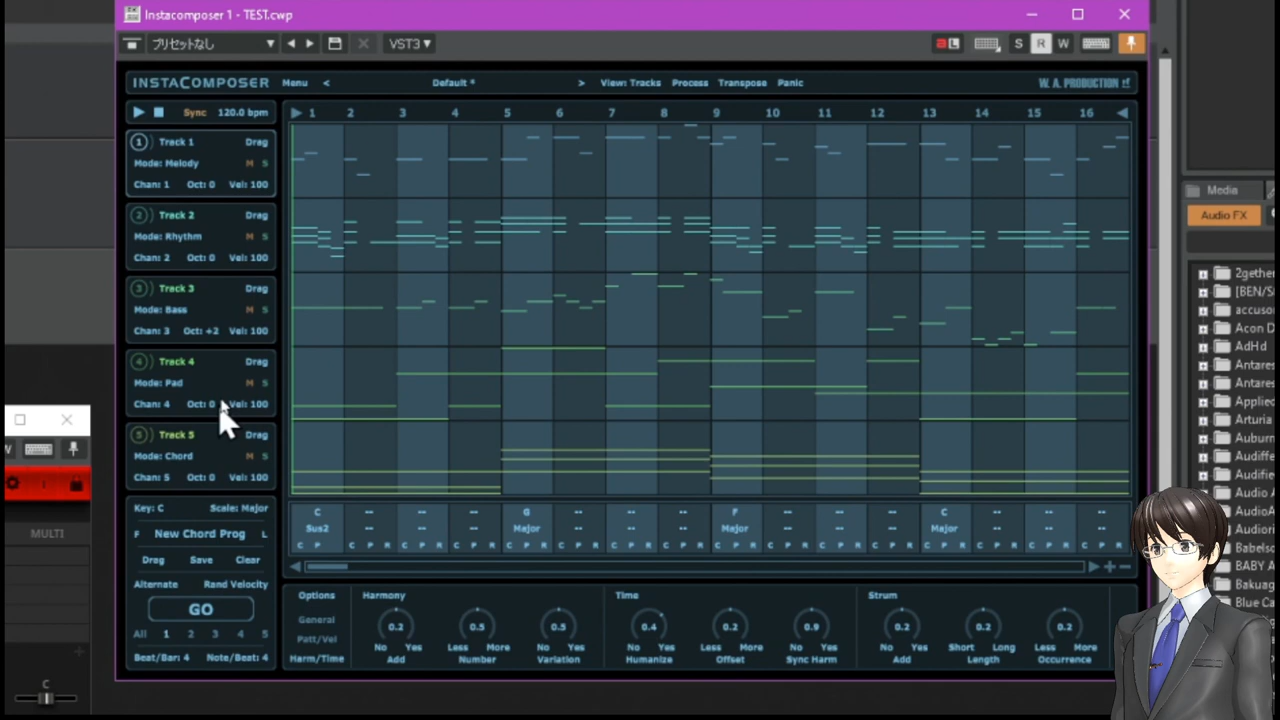 Instacomposer 1 - TEST.cwp
プリセットなし
VST3
S R W
INSTACOMPOSER Menu < Default * > View: Tracks Process Transpose Panic W. A. PRODUCTION
Sync 120.0 bpm
1 2 3 4 5 6 7 8 9 10 11 12 13 14 15 16
1 Track 1 Drag
Mode: Melody M S
Chan: 1 Oct: 0 Vel: 100
2 Track 2 Drag
Mode: Rhythm M S
Chan: 2 Oct: 0 Vel: 100
3 Track 3 Drag
Mode: Bass M S
Chan: 3 Oct: +2 Vel: 100
4 Track 4 Drag
Mode: Pad M S
Chan: 4 Oct: 0 Vel: 100
5 Track 5 Drag
Mode: Chord M S
Chan: 5 Oct: 0 Vel: 100
Key: C Scale: Major
F New Chord Prog L
Drag Save Clear
Alternate Rand Velocity
GO
All 1 2 3 4 5
Beat/Bar: 4 Note/Beat: 4
C -- -- -- G -- -- -- F -- -- -- C -- -- --
Sus2 -- -- -- Major -- -- -- Major -- -- -- Major -- -- --
C P C P R C P R C P R C P R C P R C P R C P R C P R C P R C P R C P R C P R C P R C P R C P R
Options
General
Patt/Vel
Harm/Time
Harmony
0.2 0.5 0.5
No Yes Less More No Yes
Add Number Variation
Time
0.4 0.2 0.9
No Yes Less More No Yes
Humanize Offset Sync Harm
Strum
0.2 0.2 0.2
No Yes Short Long Less More
Add Length Occurrence
MULTI
C
Media
Audio FX
2gether
[BEN/S
accuso
Acon D
AdHd
Antares
Antares
Applied
Arturia
Auburn
Audiffe
Audifie
Audio A
AudioA
Audiori
Babelso
BABY A
Bakuag
Blue Ca